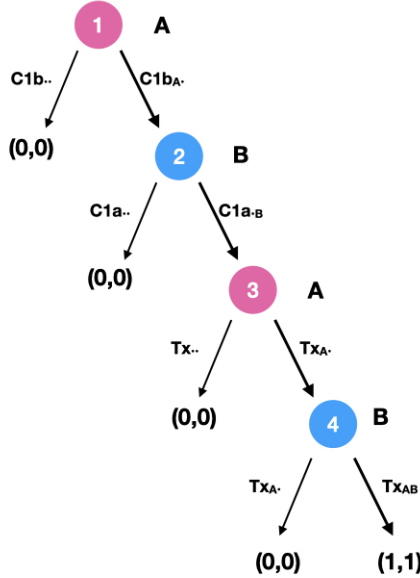 1 A
C1b.. C1bA.
(0,0)
2 B
C1a.. C1a.B
(0,0)
3 A
Tx.. TxA.
(0,0)
4 B
TxA. TxAB
(0,0) (1,1)